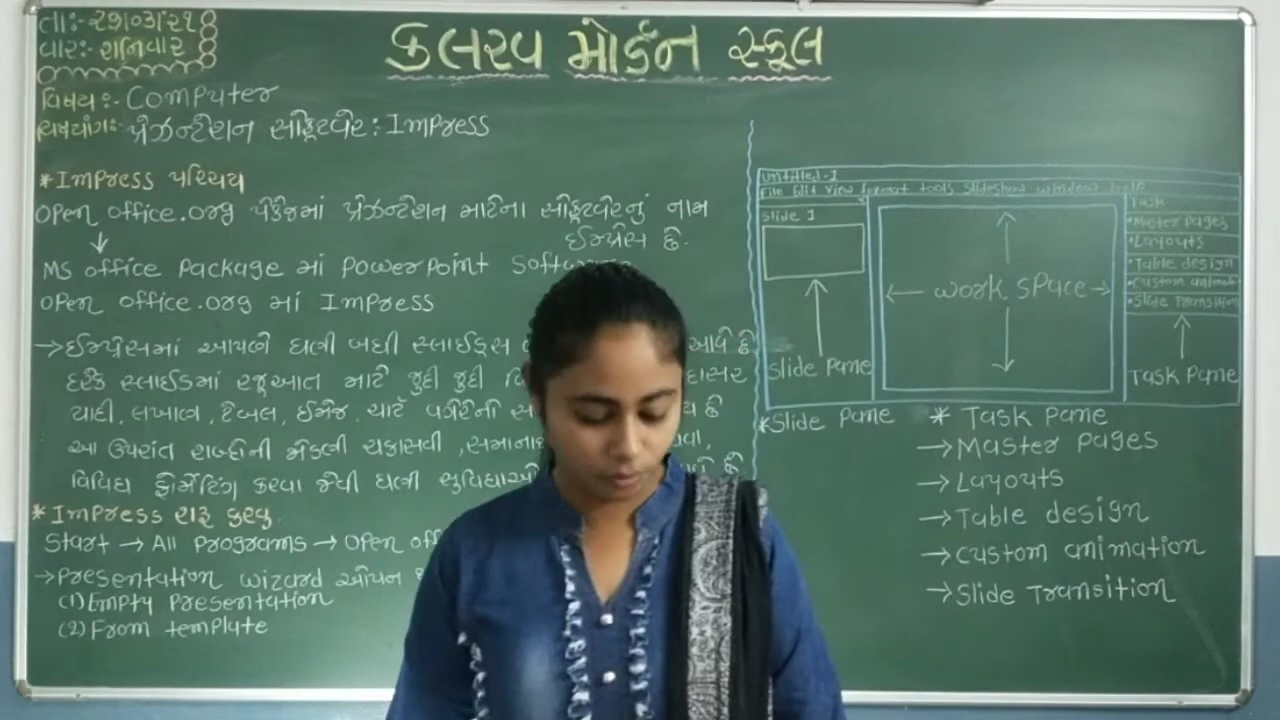 કલરવ મોર્ડન સ્કૂલ
તા:- ૨૭।૦૩।૨૧
વાર:- શનિવાર
વિષય:- Computer
વિષયાંગ:- પ્રેઝન્ટેશન સોફ્ટવેર : Impress
* Impress પરિચય
Open office.org પેકેજમાં પ્રેઝન્ટેશન માટેના સોફ્ટવેરનું નામ
ઈમ્પ્રેસ છે.
↓
MS office Package માં PowerPoint
Open office.org માં Impress
→ ઈમ્પ્રેસમાં આપણે ઘણી બધી સ્લાઈડ્સ
દરેક સ્લાઈડમાં રજૂઆત માટે જુદી જુદી
યાદી, લખાણ, ટેબલ, ઈમેજ, ચાર્ટ વગેરેની
આ ઉપરાંત શબ્દોની જોડણી ચકાસવી,
વિવિધ ફોર્મેટિંગ કરવા જેવી ઘણી
* Impress શરૂ કરવુ
Start → All Programs → Open
→ Presentation wizard ઓપન
(1) Empty Presentation
(2) From template
Untitled-1
File Edit View format tools Slideshow window help
Slide 1
Work Space
Slide Pane
Task
• Master Pages
• Layouts
• Table design
• Custom
• Slide Transition
Task Pane
* Slide Pane
* Task Pane
→ Master Pages
→ Layouts
→ Table design
→ Custom animation
→ Slide Transition